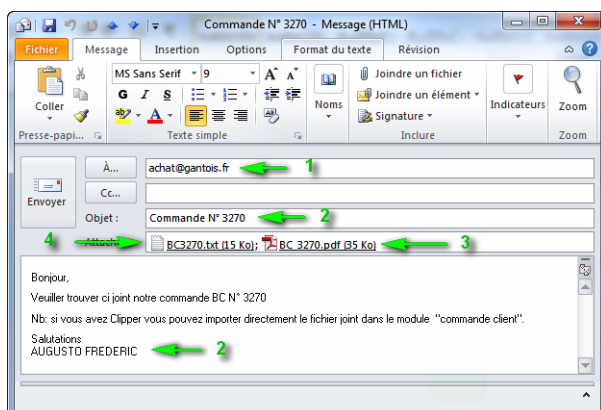 Commande N° 3270 - Message (HTML)
Fichier Message Insertion Options Format du texte Révision
MS Sans Serif 9 A A Joindre un fichier
Coller G I S Noms Joindre un élément Indicateurs Zoom
ab A Signature
Presse-papi... Texte simple Inclure Zoom
À... achat@gantois.fr 1
Envoyer Cc...
Objet : Commande N° 3270 2
4 BC3270.txt (15 Ko); BC_3270.pdf (35 Ko) 3
Bonjour,
Veuiller trouver ci joint notre commande BC N° 3270
Nb: si vous avez Clipper vous pouvez importer directement le fichier joint dans le module "commande client".
Salutations
AUGUSTO FREDERIC 2